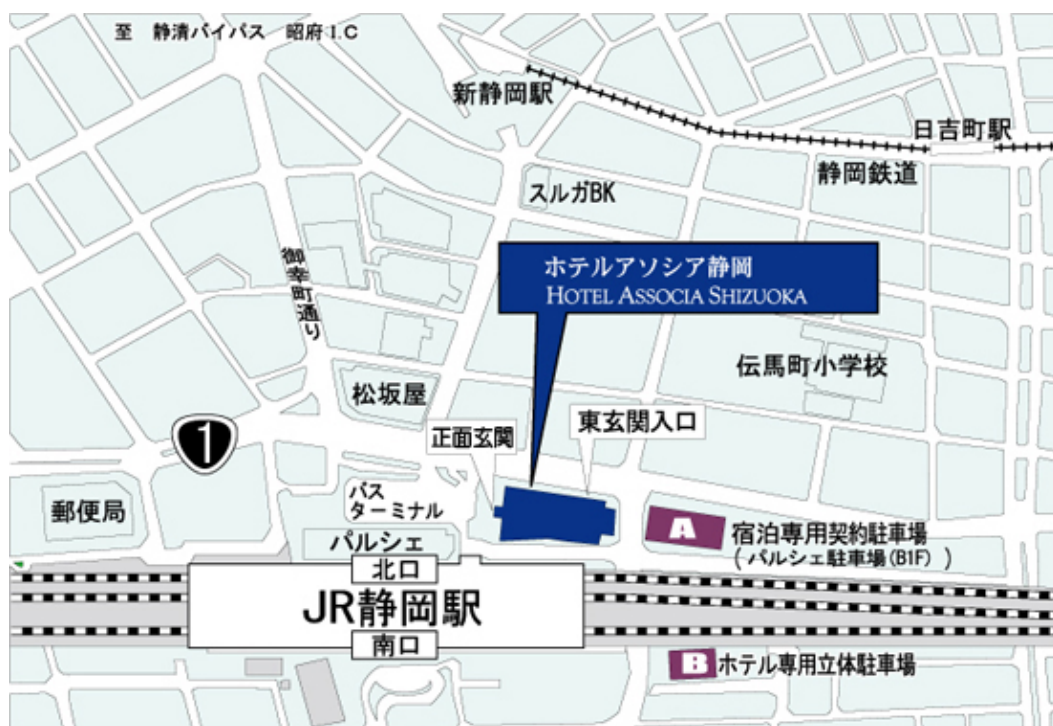 至 静清バイパス 昭府 I.C
新静岡駅
日吉町駅
静岡鉄道
スルガBK
御幸町通り
ホテルアソシア静岡
HOTEL ASSOCIA SHIZUOKA
伝馬町小学校
松坂屋
東玄関入口
正面玄関
1
郵便局
バス
ターミナル
パルシェ
A
宿泊専用契約駐車場
(パルシェ駐車場(B1F) )
北口
JR静岡駅
南口
B
ホテル専用立体駐車場